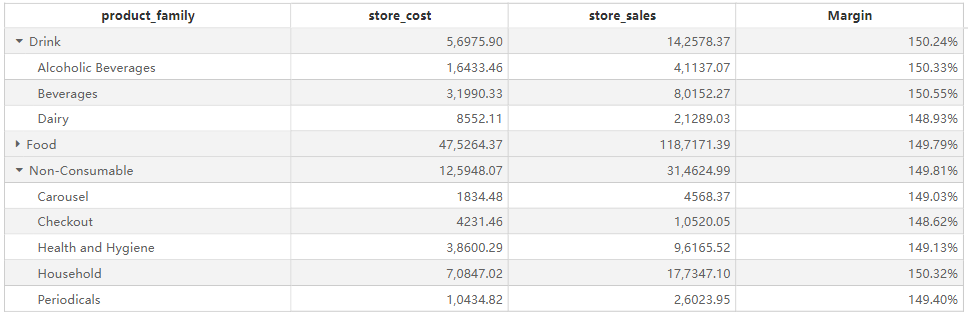 product_family store_cost store_sales Margin
Drink 5,6975.90 14,2578.37 150.24%
Alcoholic Beverages 1,6433.46 4,1137.07 150.33%
Beverages 3,1990.33 8,0152.27 150.55%
Dairy 8552.11 2,1289.03 148.93%
Food 47,5264.37 118,7171.39 149.79%
Non-Consumable 12,5948.07 31,4624.99 149.81%
Carousel 1834.48 4568.37 149.03%
Checkout 4231.46 1,0520.05 148.62%
Health and Hygiene 3,8600.29 9,6165.52 149.13%
Household 7,0847.02 17,7347.10 150.32%
Periodicals 1,0434.82 2,6023.95 149.40%